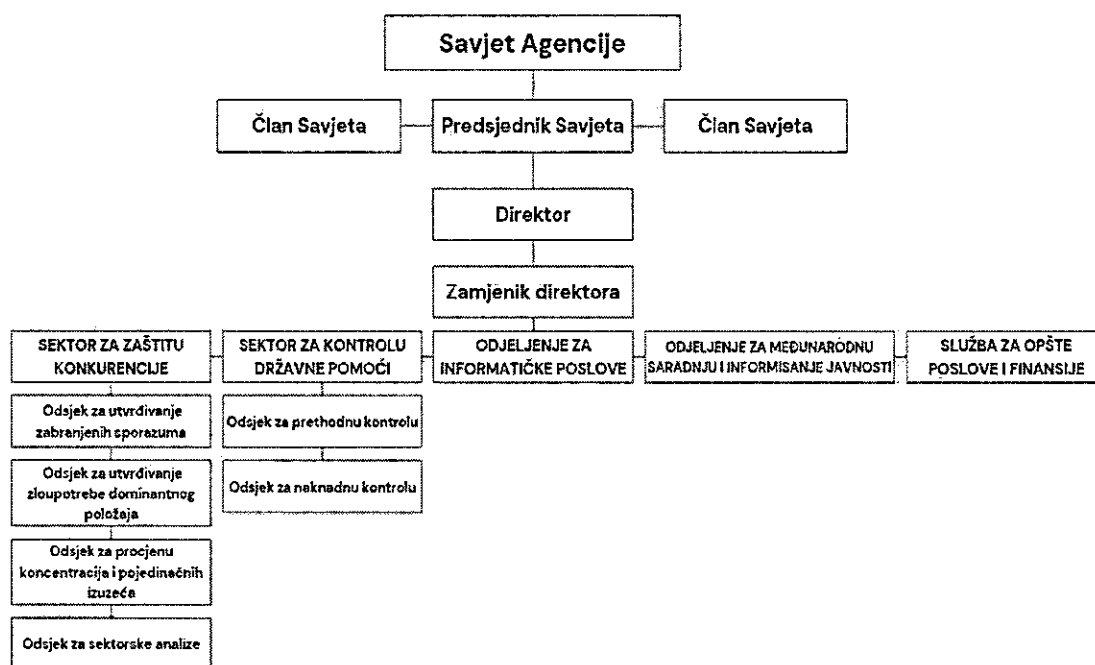 Savjet Agencije
Član Savjeta
Predsjednik Savjeta
Član Savjeta
Direktor
Zamjenik direktora
SEKTOR ZA ZAŠTITU
KONKURENCIJE
SEKTOR ZA KONTROLU
DRŽAVNE POMOĆI
ODJELJENJE ZA
INFORMATIČKE POSLOVE
ODJELJENJE ZA MEĐUNARODNU
SARADNJU I INFORMISANJE JAVNOSTI
SLUŽBA ZA OPŠTE
POSLOVE I FINANSIJE
Odsjek za utvrđivanje
zabranjenih sporazuma
Odsjek za utvrđivanje
zloupotrebe dominantnog
položaja
Odsjek za procjenu
koncentracija i pojedinačnih
izuzeća
Odsjek za sektorske analize
Odsjek za prethodnu kontrolu
Odsjek za naknadnu kontrolu